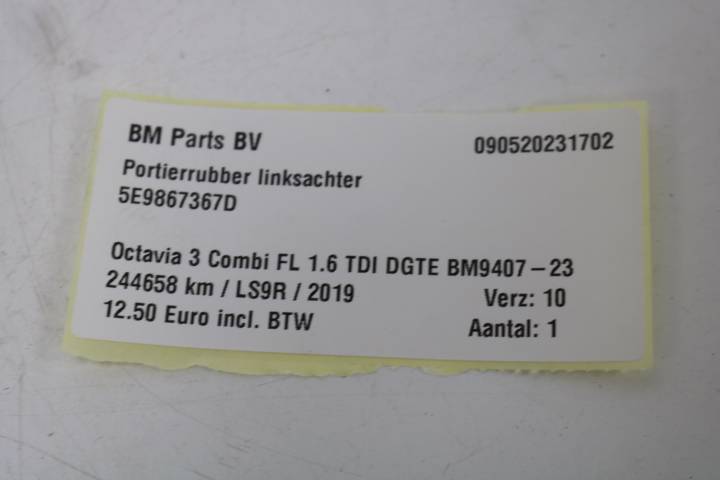 BM Parts BV 090520231702
Portierrubber linksachter
5E9867367D
Octavia 3 Combi FL 1.6 TDI DGTE BM9407-23
244658 km / LS9R / 2019 Verz: 10
12.50 Euro incl. BTW Aantal: 1